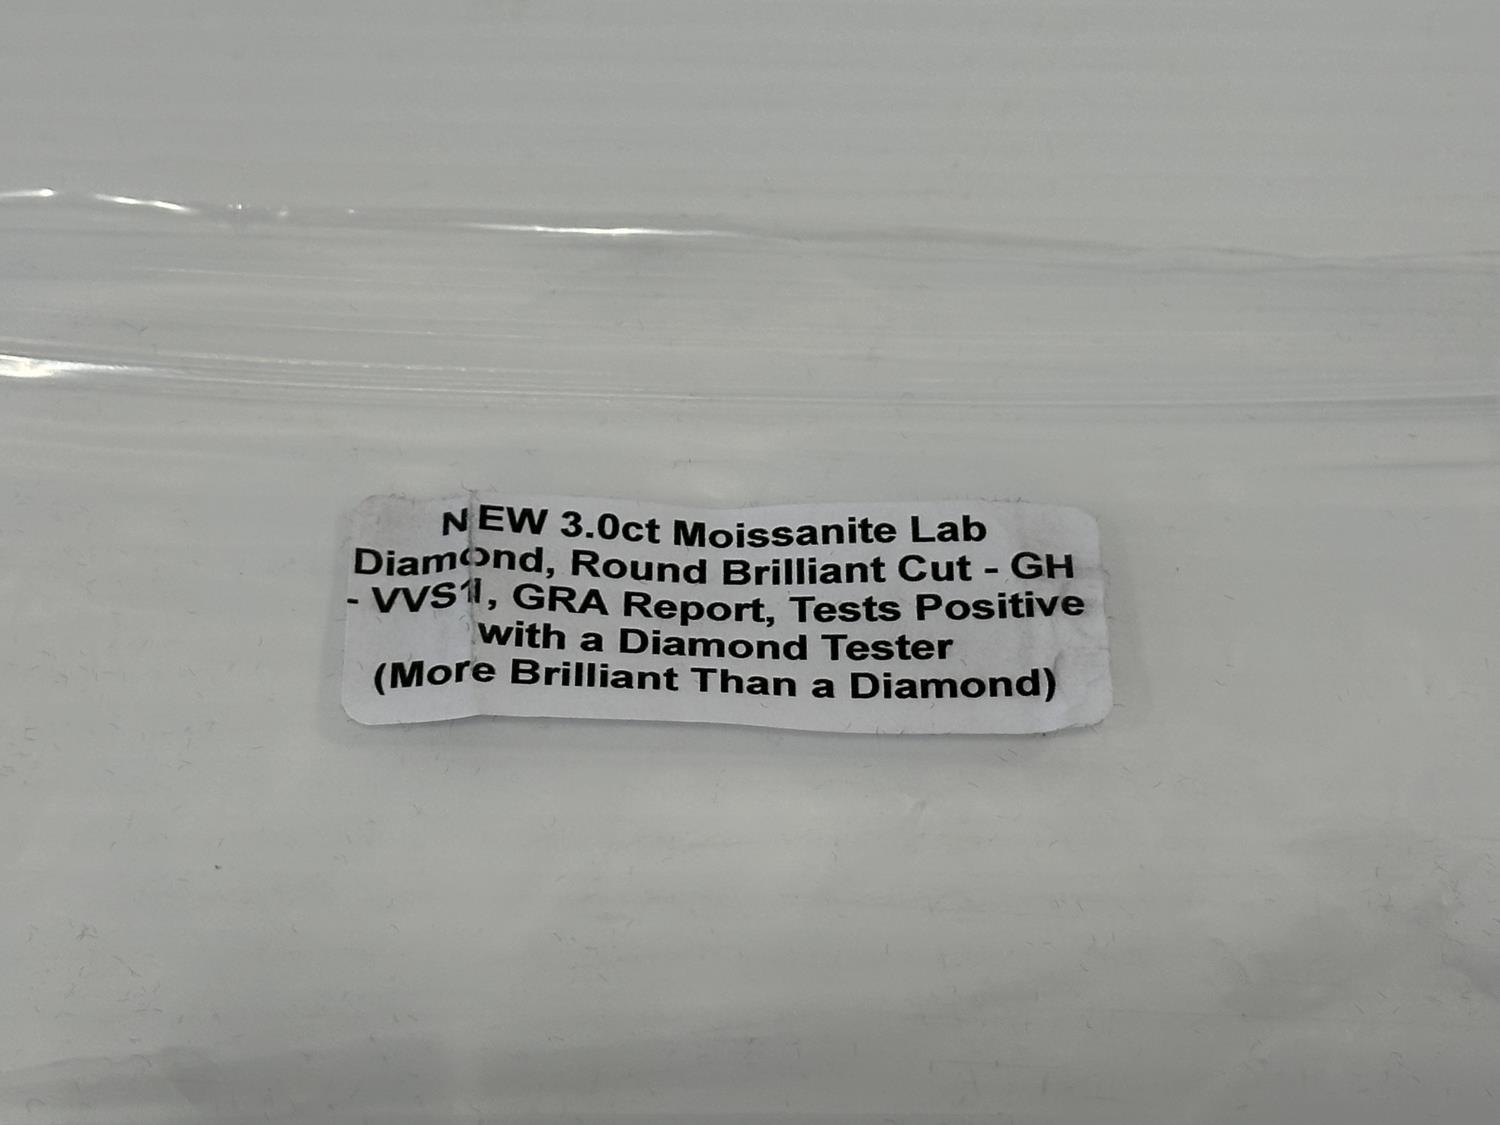 NEW 3.0ct Moissanite Lab
Diamond, Round Brilliant Cut - GH
- VVS1, GRA Report, Tests Positive
with a Diamond Tester
(More Brilliant Than a Diamond)